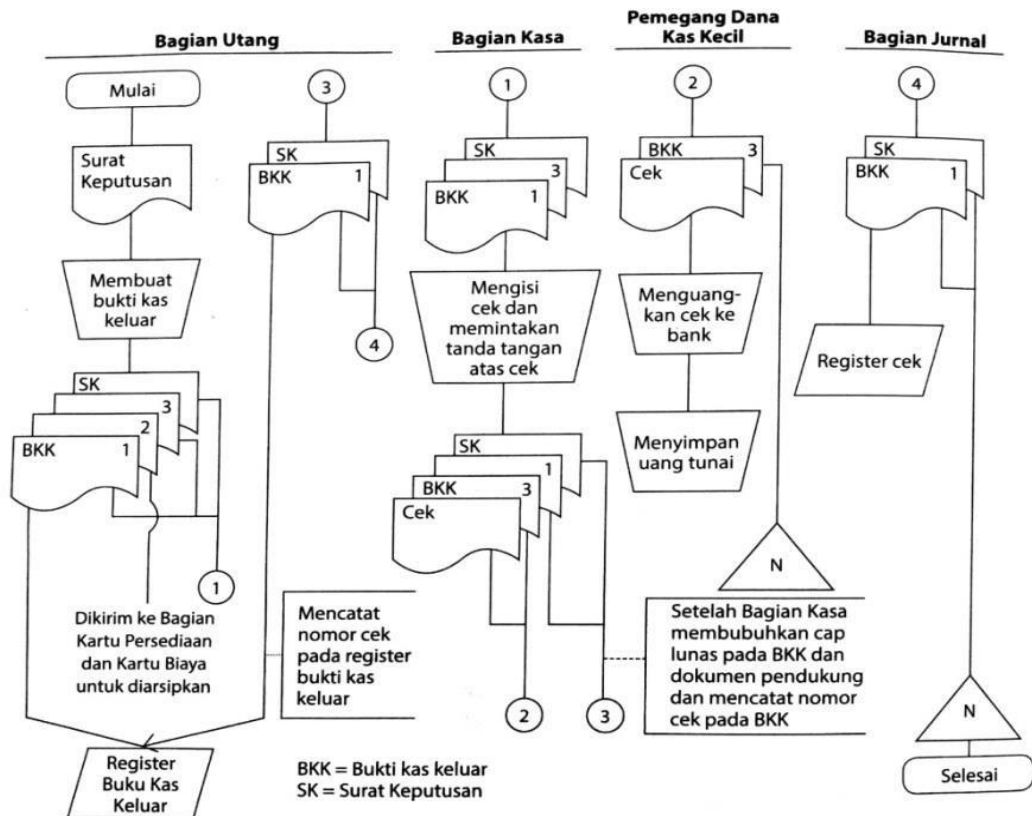 Bagian Utang
Bagian Kasa
Pemegang Dana
Kas Kecil
Bagian Jurnal
Mulai
Surat
Keputusan
Membuat
bukti kas
keluar
SK
3
2
BKK 1
1
Dikirim ke Bagian
Kartu Persediaan
dan Kartu Biaya
untuk diarsipkan
Register
Buku Kas
Keluar
3
SK
BKK 1
4
Mencatat
nomor cek
pada register
bukti kas
keluar
BKK = Bukti kas keluar
SK = Surat Keputusan
1
SK
3
BKK 1
Mengisi
cek dan
memintakan
tanda tangan
atas cek
SK
1
BKK 3
Cek
2
3
2
BKK 3
Cek
Menguang-
kan cek ke
bank
Menyimpan
uang tunai
N
Setelah Bagian Kasa
membubuhkan cap
lunas pada BKK dan
dokumen pendukung
dan mencatat nomor
cek pada BKK
4
SK
BKK 1
Register cek
N
Selesai